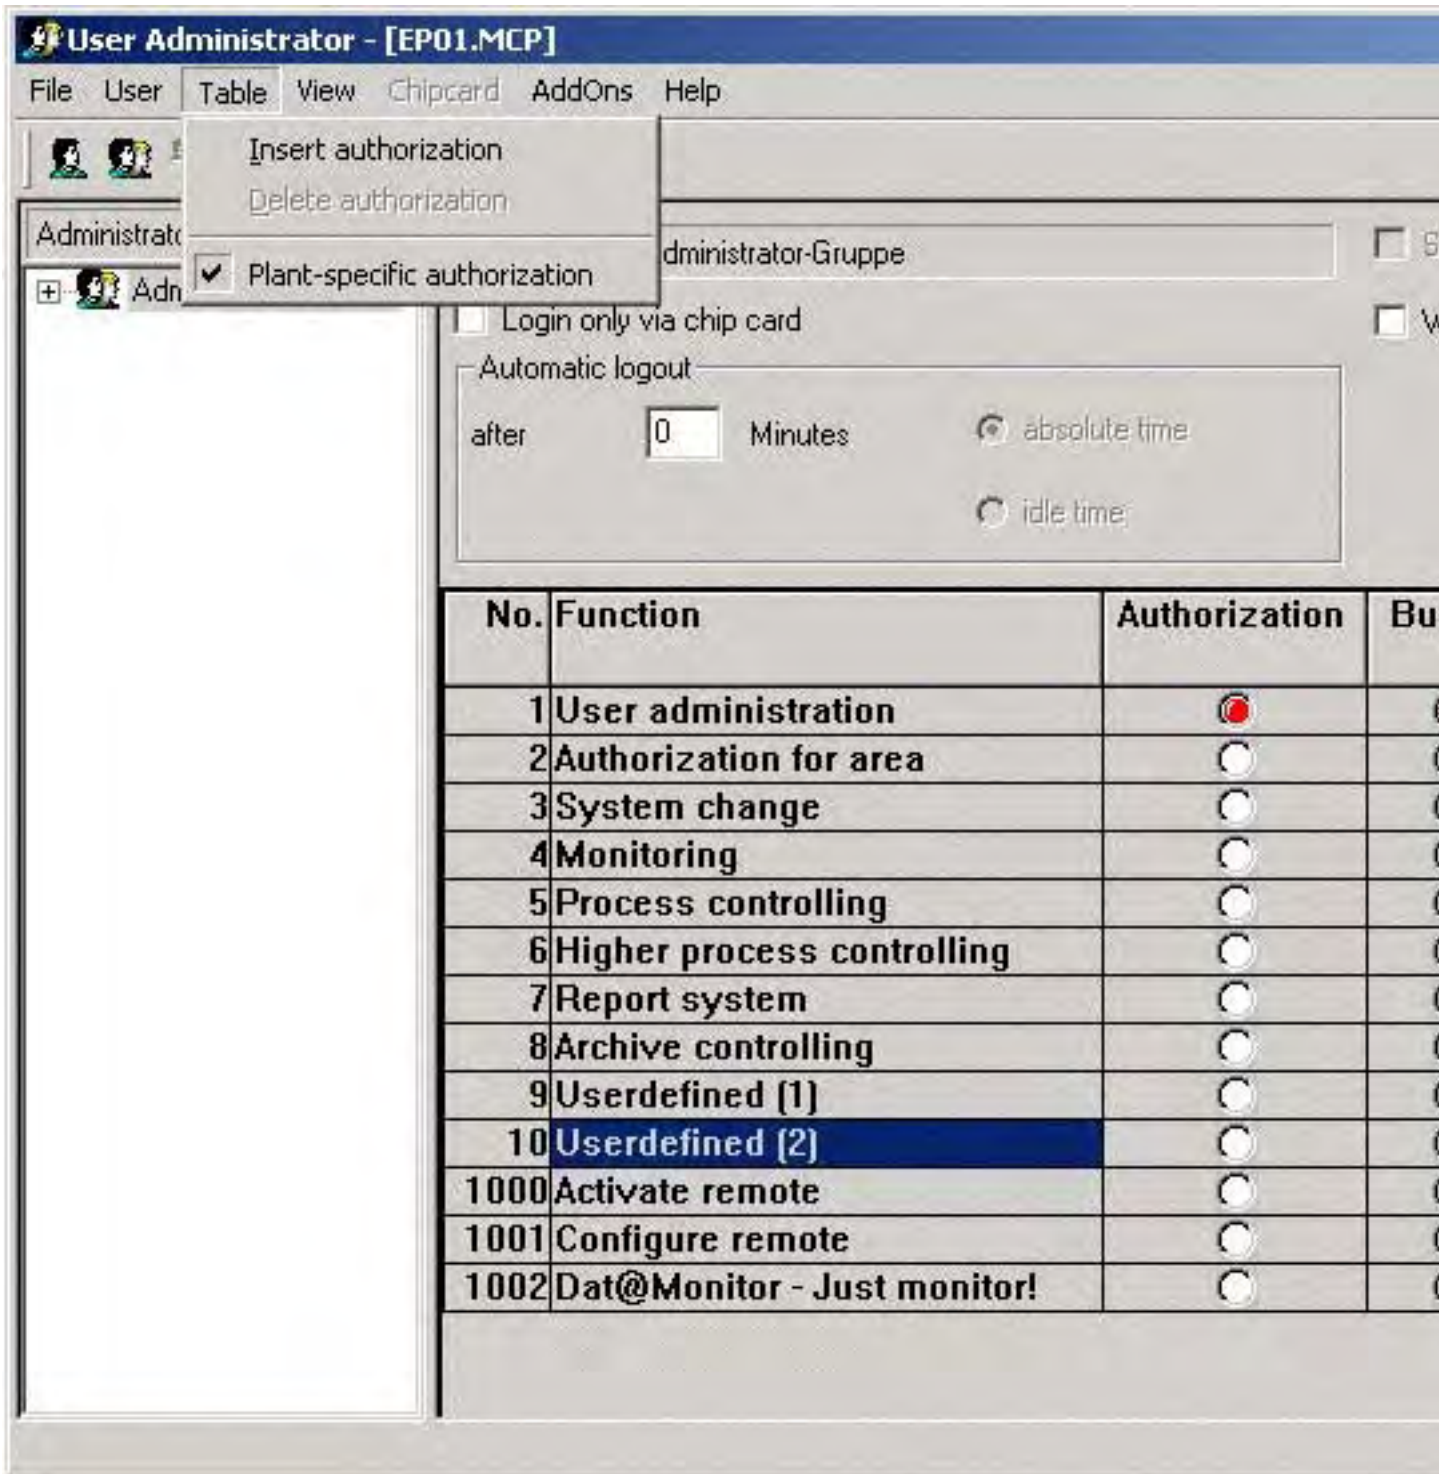 User Administrator - [EP01.MCP]
File User Table View Chipcard AddOns Help
Insert authorization
Delete authorization
Plant-specific authorization
dministrator-Gruppe
Login only via chip card
Automatic logout
after 0 Minutes absolute time
idle time
No. Function Authorization
1 User administration
2 Authorization for area
3 System change
4 Monitoring
5 Process controlling
6 Higher process controlling
7 Report system
8 Archive controlling
9 Userdefined (1)
10 Userdefined (2)
1000 Activate remote
1001 Configure remote
1002 Dat@Monitor - Just monitor!